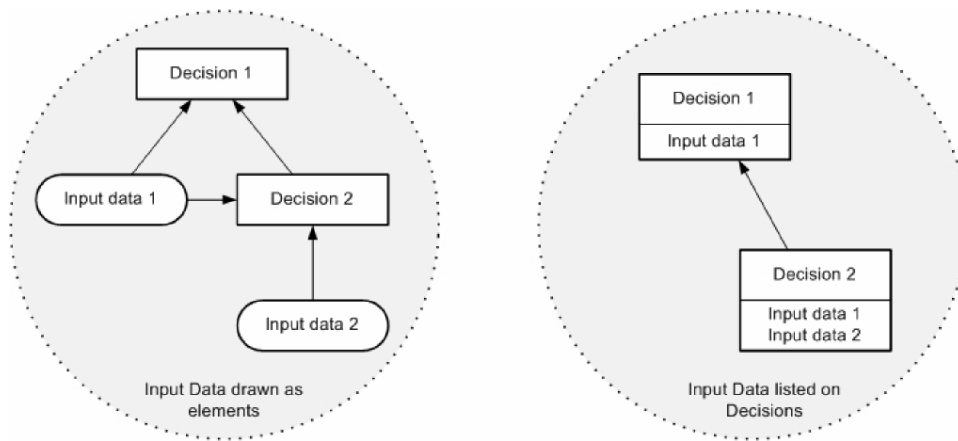 Decision 1
Input data 1
Decision 2
Input data 2
Input Data drawn as
elements
Decision 1
Input data 1
Decision 2
Input data 1
Input data 2
Input Data listed on
Decisions